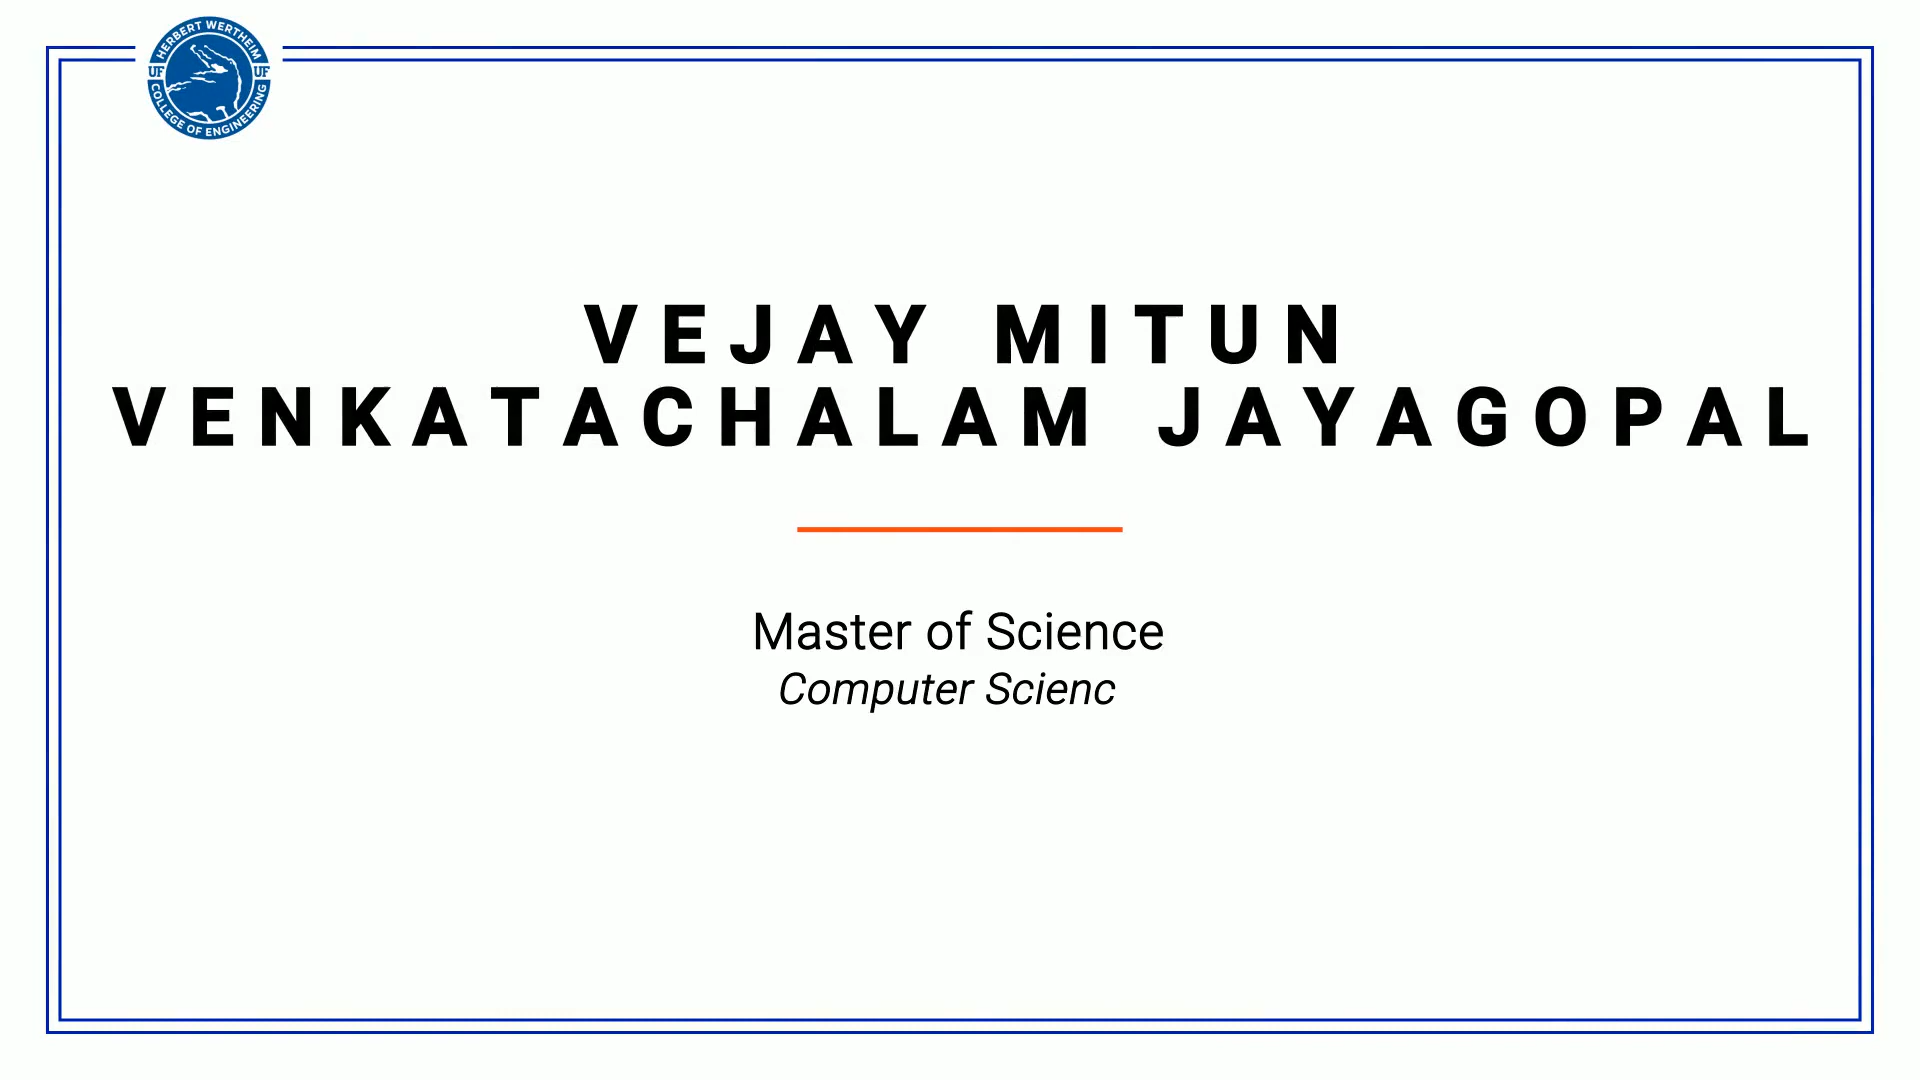 HERBERT WERTHEIM
UF UF
COLLEGE OF ENGINEERING
VEJAY MITUN
VENKATACHALAM JAYAGOPAL
Master of Science
Computer Scienc